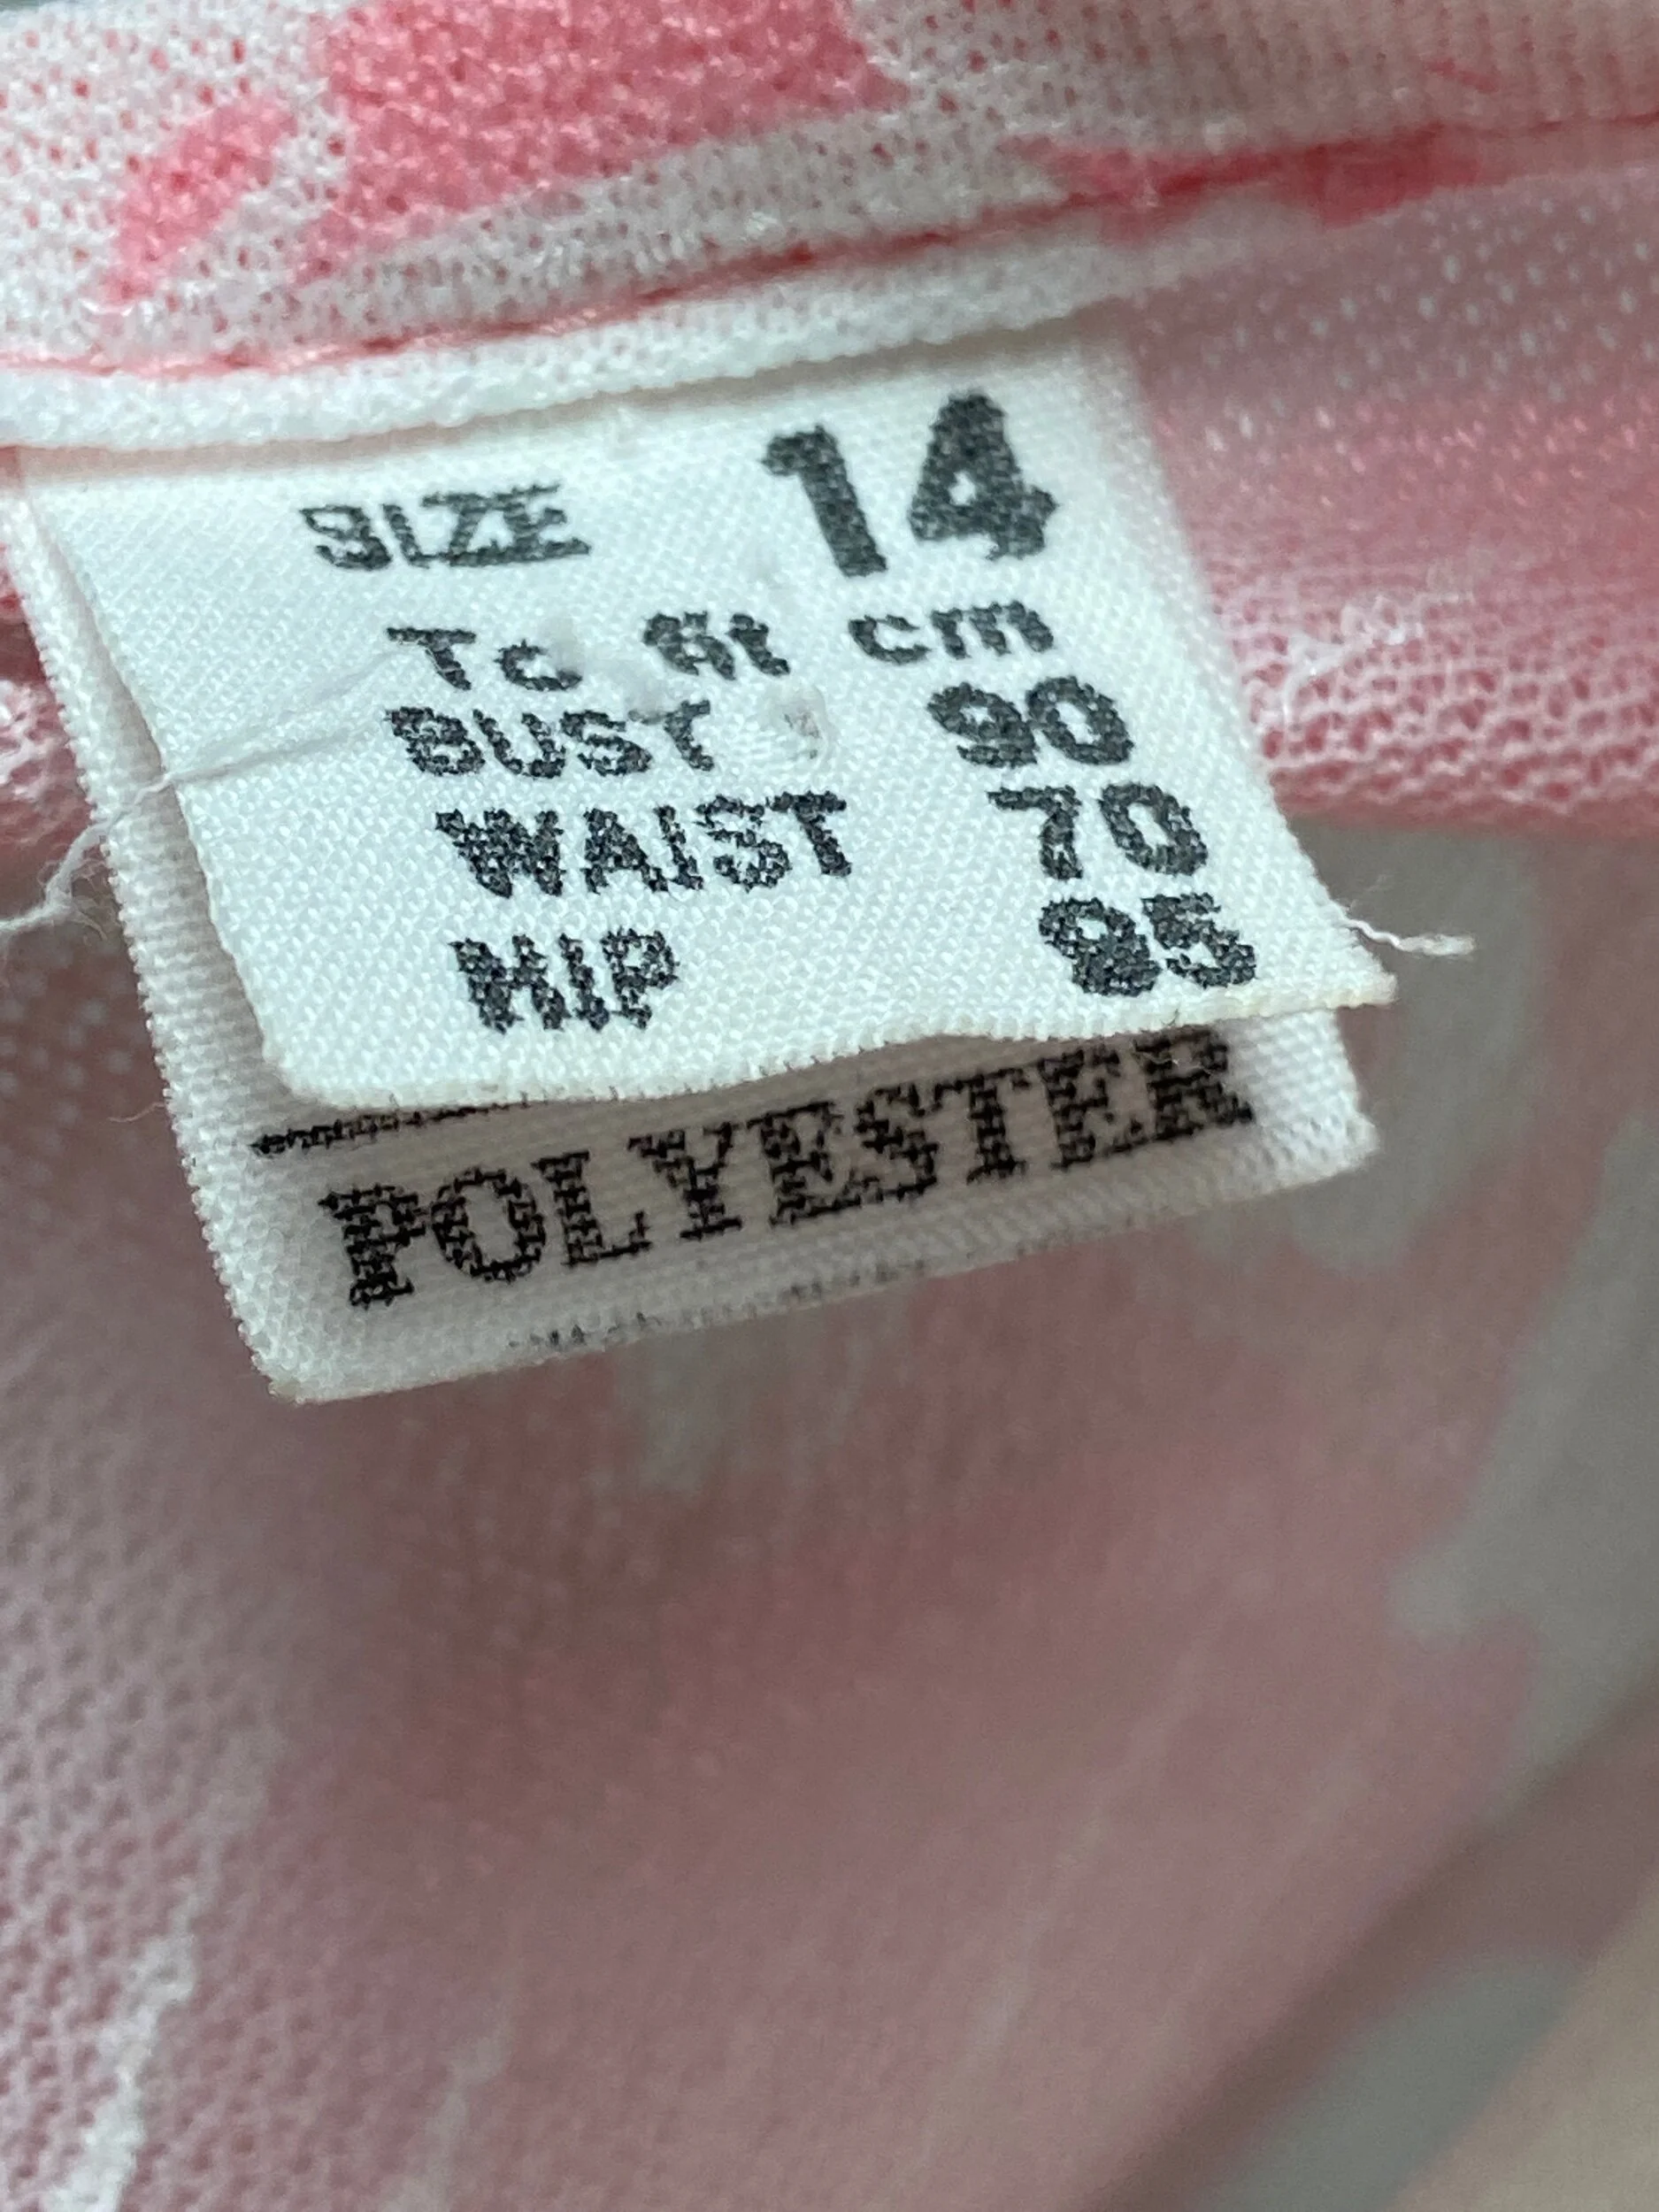 SIZE 14
To fit cm
BUST 90
WAIST 70
HIP 95
POLYESTER